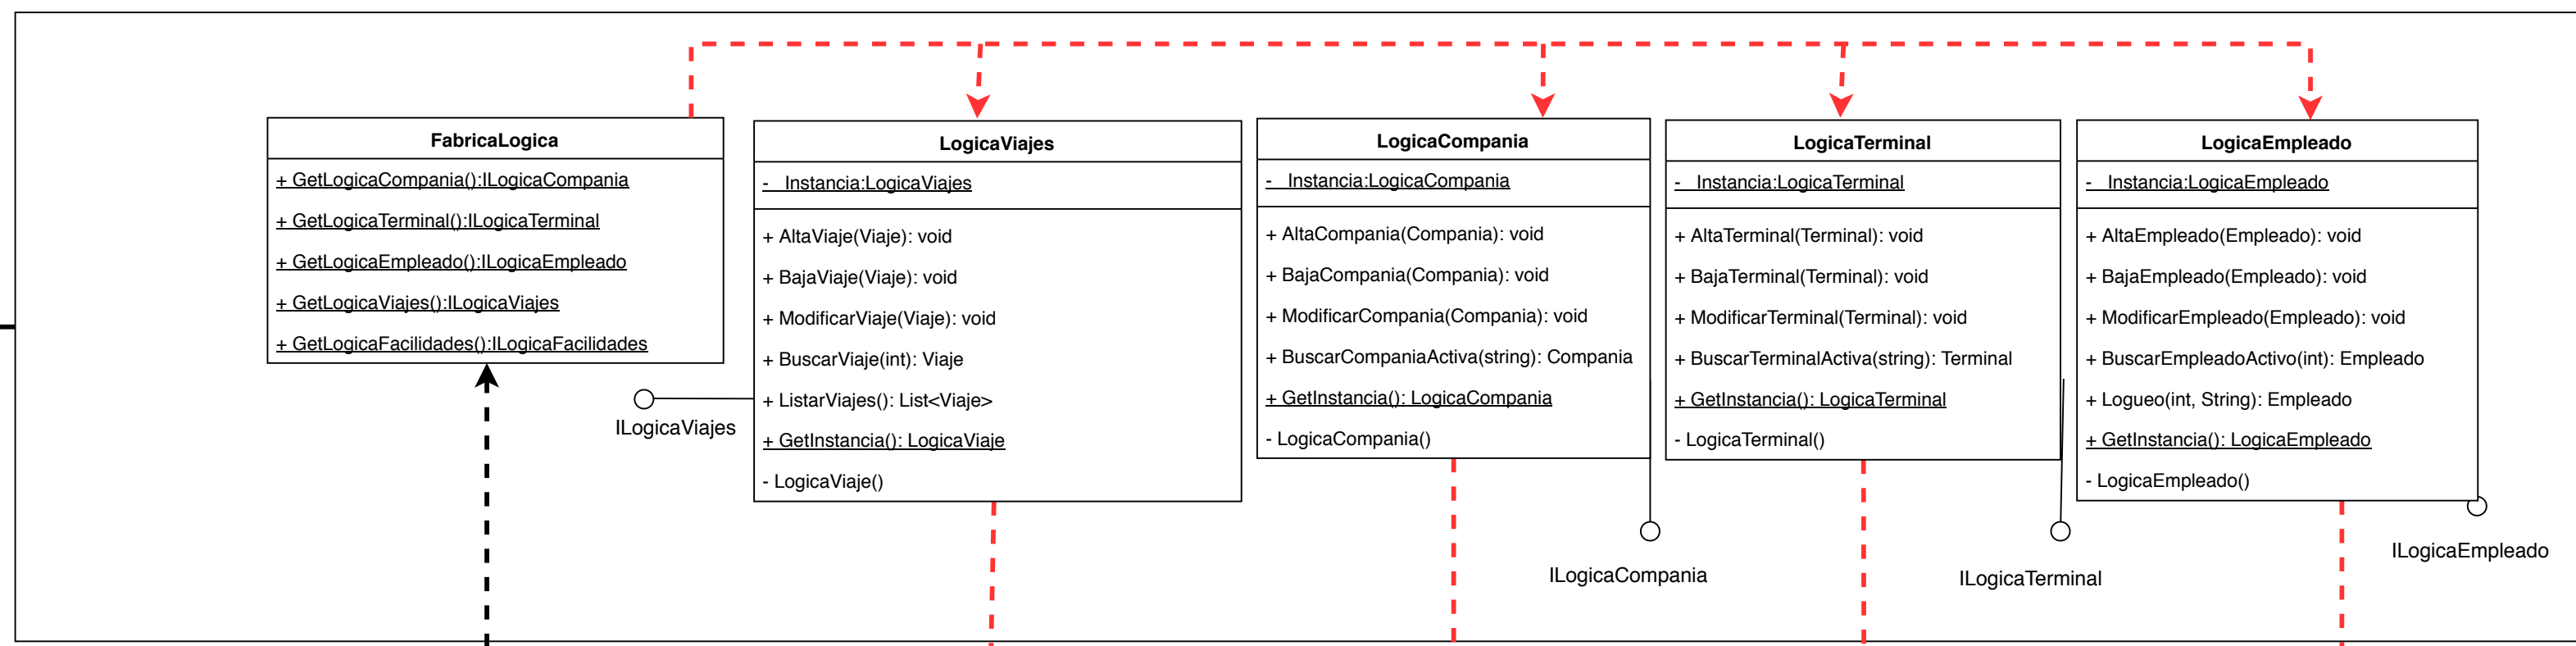 FabricaLogica
+ GetLogicaCompania():ILogicaCompania
+ GetLogicaTerminal():ILogicaTerminal
+ GetLogicaEmpleado():ILogicaEmpleado
+ GetLogicaViajes():ILogicaViajes
+ GetLogicaFacilidades():ILogicaFacilidades
ILogicaViajes
LogicaViajes
- _Instancia:LogicaViajes
+ AltaViaje(Viaje): void
+ BajaViaje(Viaje): void
+ ModificarViaje(Viaje): void
+ BuscarViaje(int): Viaje
+ ListarViajes(): List<Viaje>
+ GetInstancia(): LogicaViaje
- LogicaViaje()
LogicaCompania
- _Instancia:LogicaCompania
+ AltaCompania(Compania): void
+ BajaCompania(Compania): void
+ ModificarCompania(Compania): void
+ BuscarCompaniaActiva(string): Compania
+ GetInstancia(): LogicaCompania
- LogicaCompania()
ILogicaCompania
LogicaTerminal
- _Instancia:LogicaTerminal
+ AltaTerminal(Terminal): void
+ BajaTerminal(Terminal): void
+ ModificarTerminal(Terminal): void
+ BuscarTerminalActiva(string): Terminal
+ GetInstancia(): LogicaTerminal
- LogicaTerminal()
ILogicaTerminal
LogicaEmpleado
- _Instancia:LogicaEmpleado
+ AltaEmpleado(Empleado): void
+ BajaEmpleado(Empleado): void
+ ModificarEmpleado(Empleado): void
+ BuscarEmpleadoActivo(int): Empleado
+ Logueo(int, String): Empleado
+ GetInstancia(): LogicaEmpleado
- LogicaEmpleado()
ILogicaEmpleado